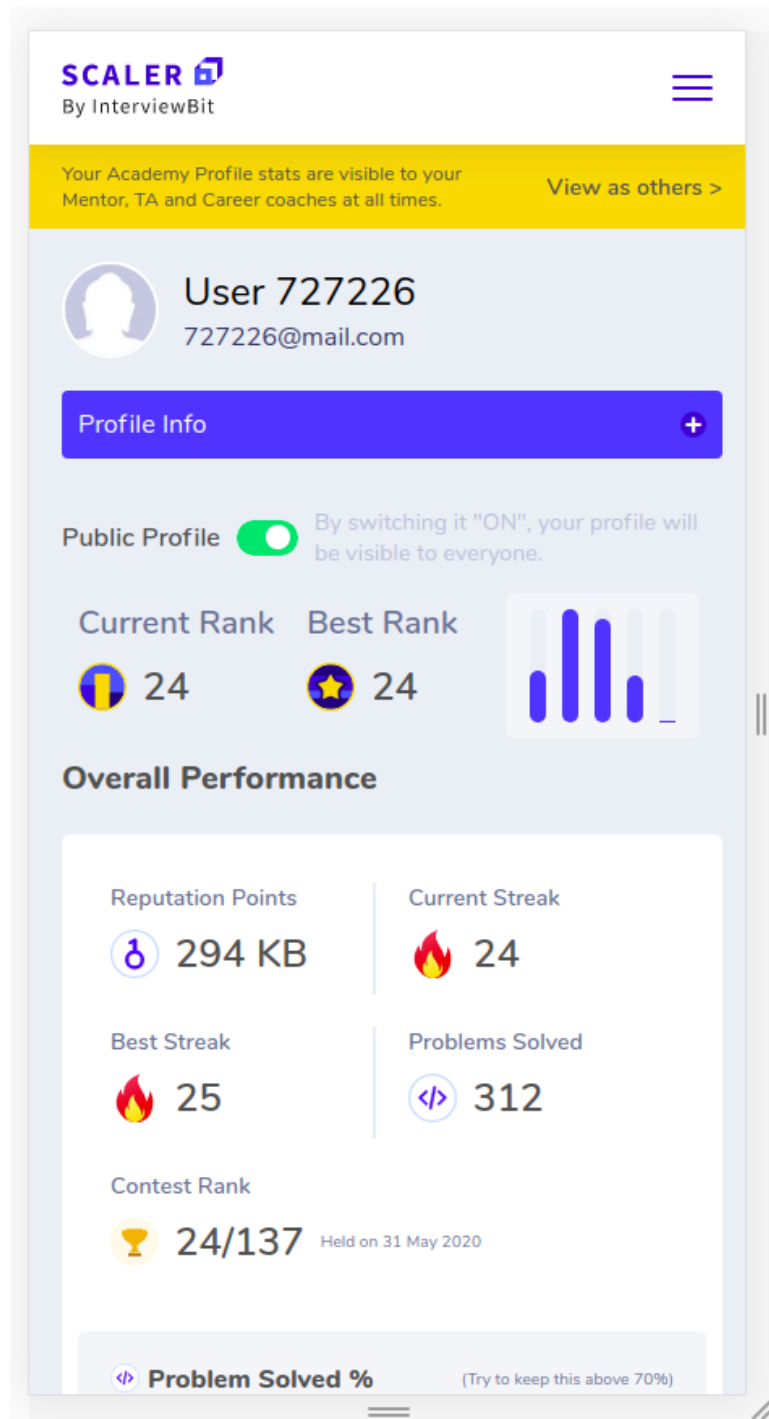 SCALER
By InterviewBit
Your Academy Profile stats are visible to your
Mentor, TA and Career coaches at all times.
View as others >
User 727226
727226@mail.com
Profile Info
Public Profile
By switching it "ON", your profile will
be visible to everyone.
Current Rank
Best Rank
24
24
Overall Performance
Reputation Points
Current Streak
294 KB
24
Best Streak
Problems Solved
25
</> 312
Contest Rank
24/137 Held on 31 May 2020
</> Problem Solved % (Try to keep this above 70%)